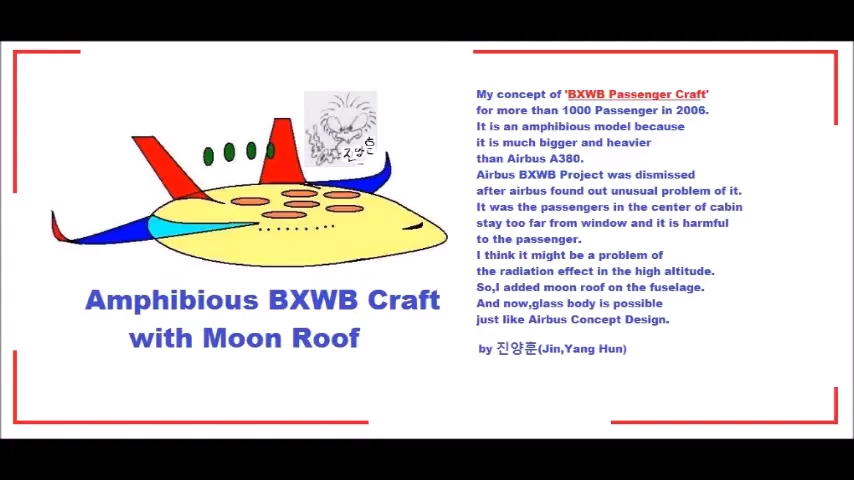 My concept of 'BXWB Passenger Craft'
for more than 1000 Passenger in 2006.
It is an amphibious model because
it is much bigger and heavier
than Airbus A380.
Airbus BXWB Project was dismissed
after airbus found out unusual problem of it.
It was the passengers in the center of cabin
stay too far from window and it is harmful
to the passenger.
I think it might be a problem of
the radiation effect in the high altitude.
So,I added moon roof on the fuselage.
And now,glass body is possible
just like Airbus Concept Design.
by 진양훈(Jin,Yang Hun)
진양훈
Amphibious BXWB Craft
with Moon Roof